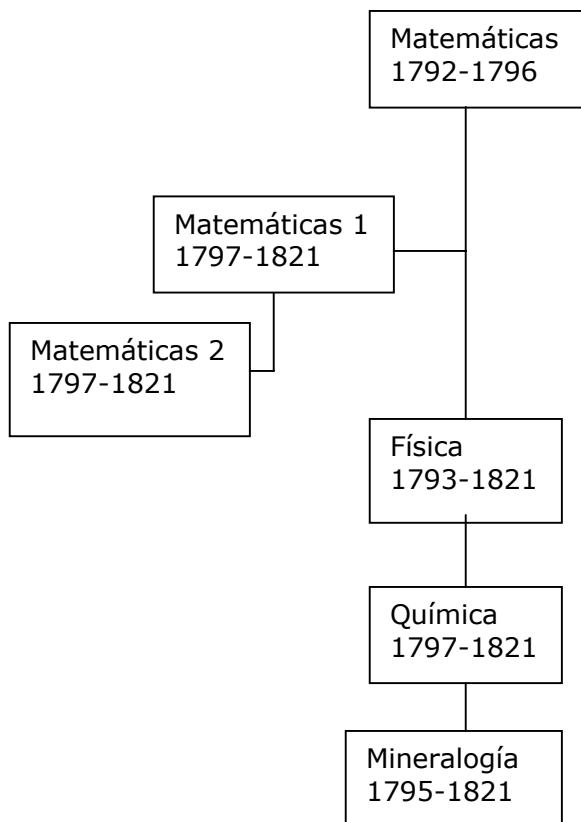 Matemáticas
1792-1796
Matemáticas 1
1797-1821
Matemáticas 2
1797-1821
Física
1793-1821
Química
1797-1821
Mineralogía
1795-1821